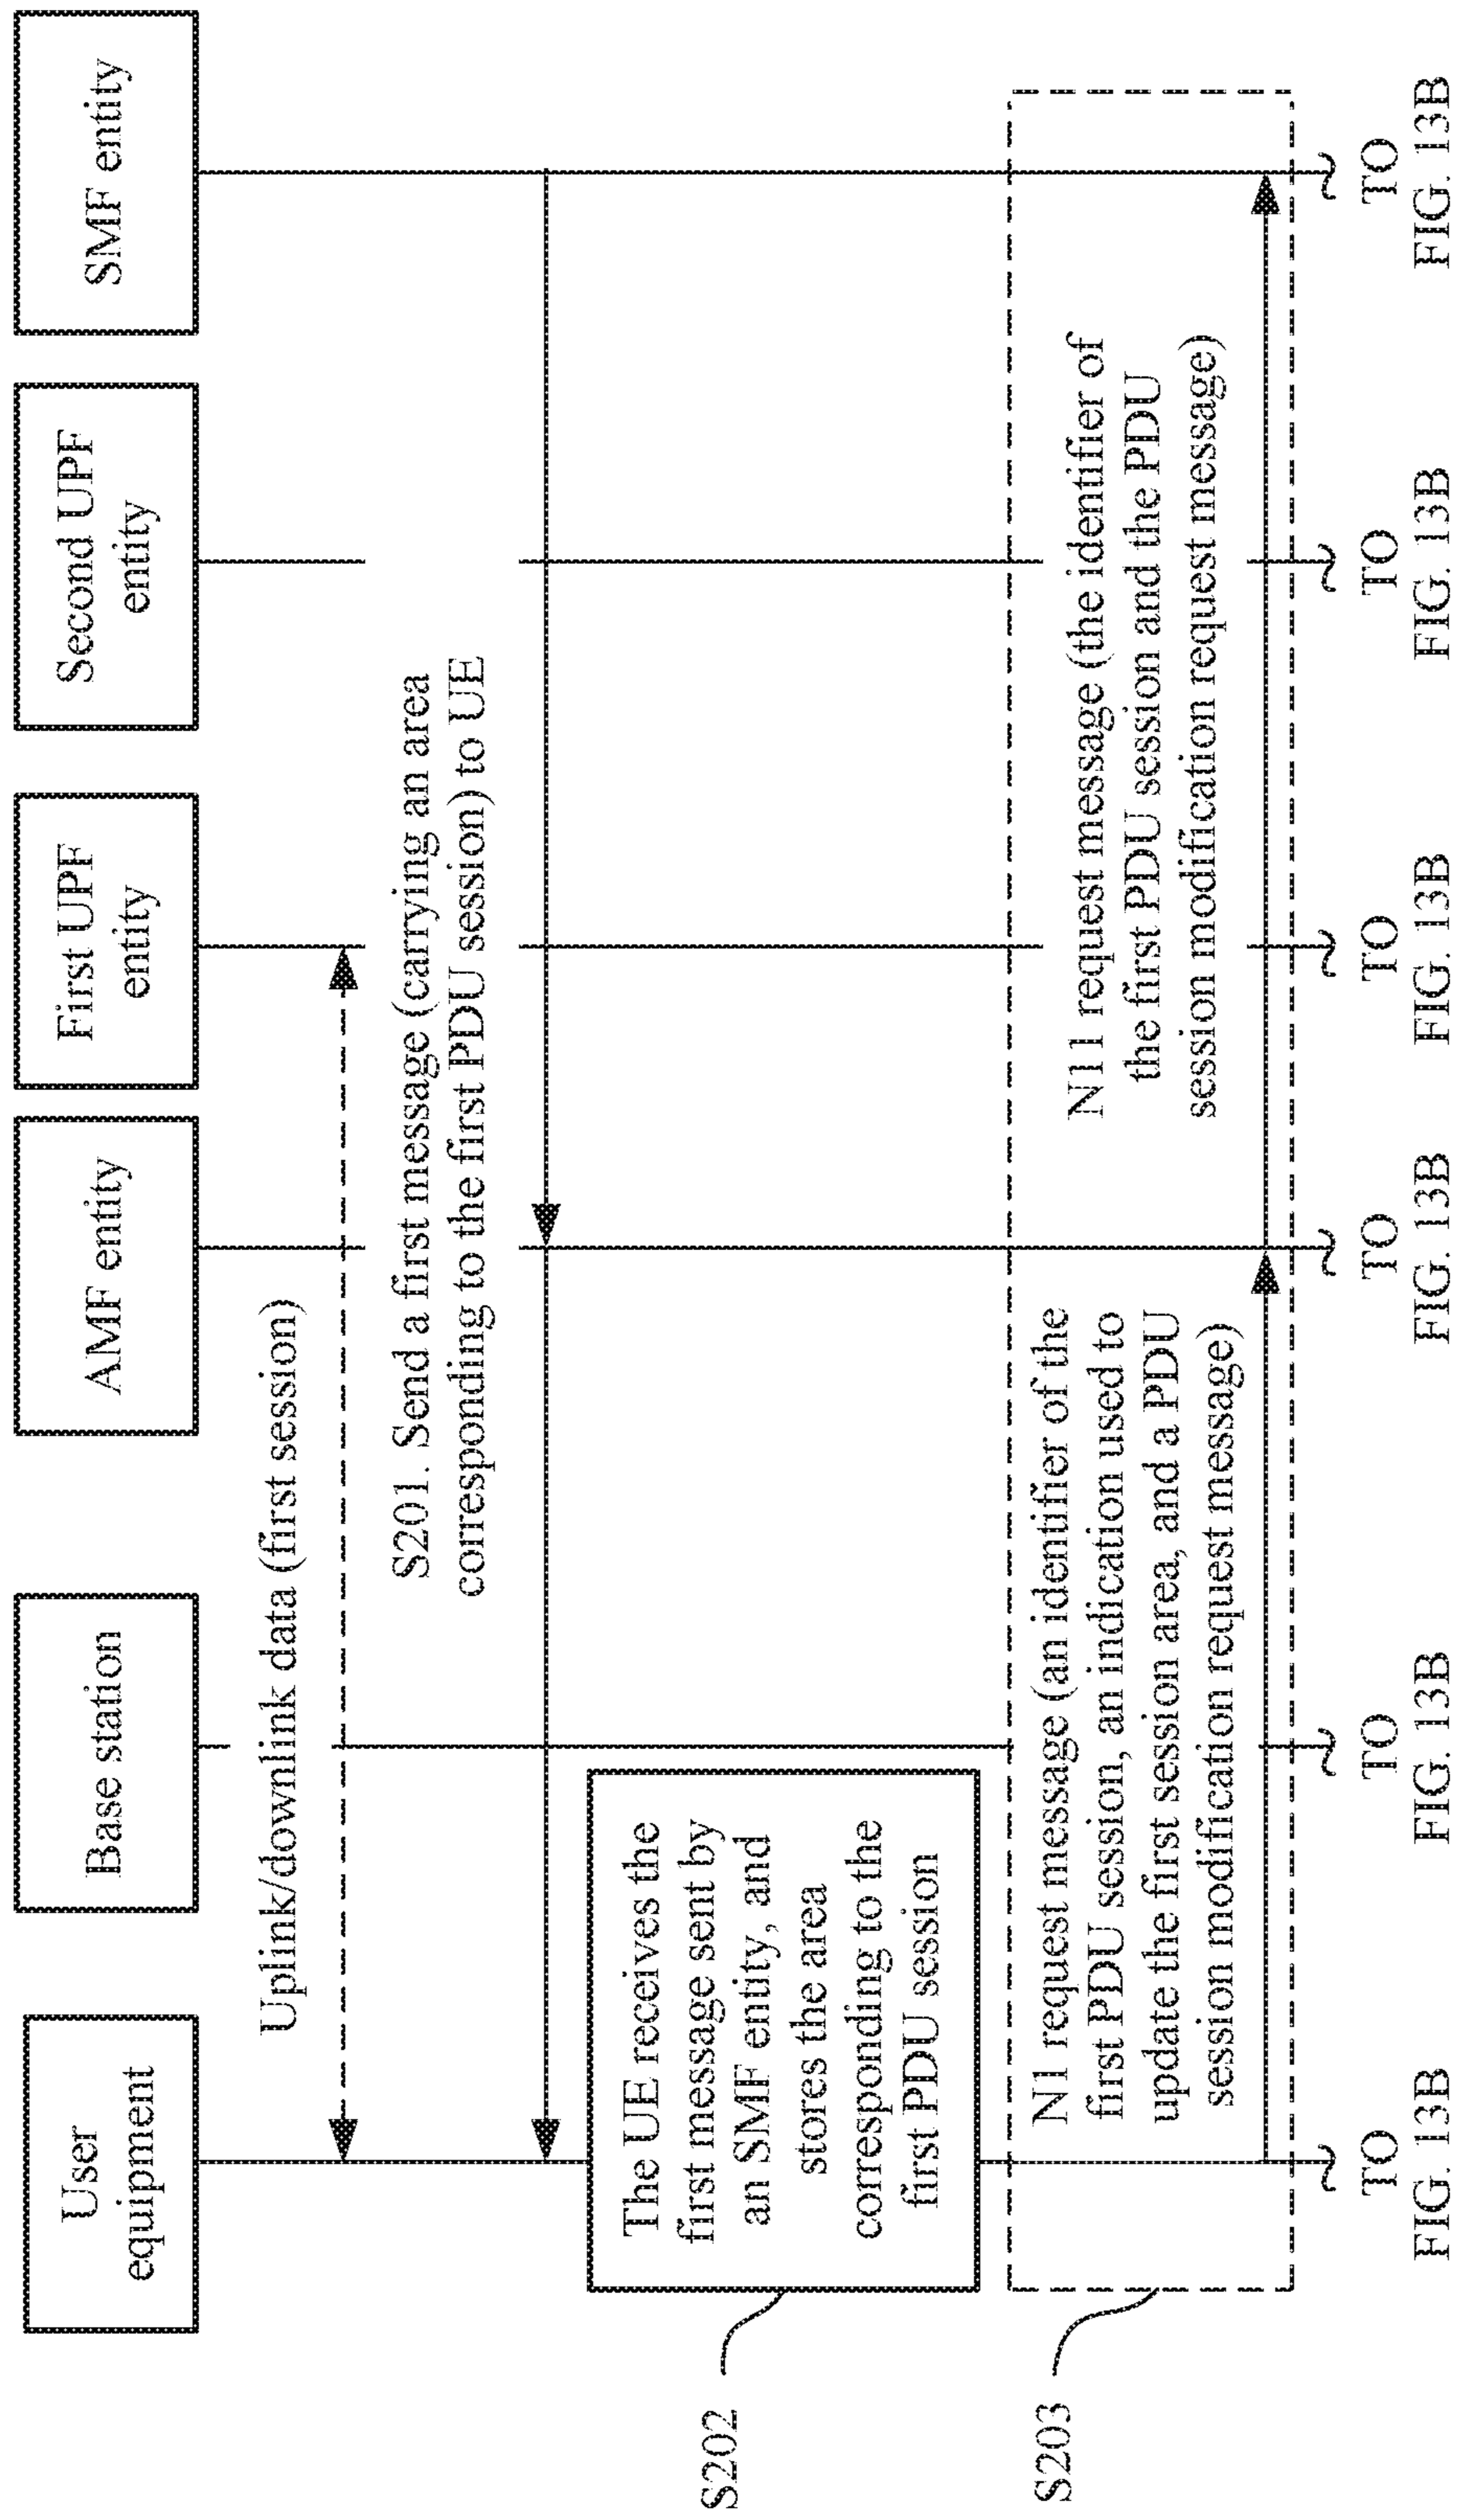 User
equipment
Base station
AMF entity
First UPF
entity
Second UPF
entity
SMF entity
Uplink/downlink data (first session)
S201. Send a first message (carrying an area
corresponding to the first PDU session) to UE
S202
The UE receives the
first message sent by
an SMF entity, and
stores the area
corresponding to the
first PDU session
S203
N1 request message (an identifier of the
first PDU session, an indication used to
update the first session area, and a PDU
session modification request message)
N11 request message (the identifier of
the first PDU session and the PDU
session modification request message)
TO
FIG. 13B
TO
FIG. 13B
TO
FIG. 13B
TO
FIG. 13B
TO
FIG. 13B
TO
FIG. 13B